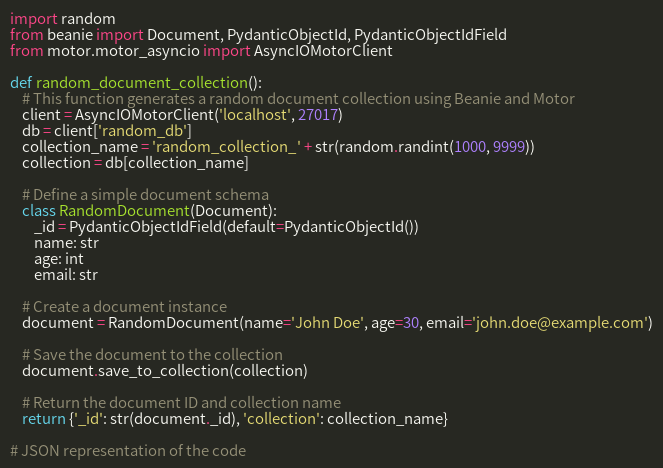 import random
from beanie import Document, PydanticObjectId, PydanticObjectIdField
from motor.motor_asyncio import AsyncIOMotorClient

def random_document_collection():
    # This function generates a random document collection using Beanie and Motor
    client = AsyncIOMotorClient('localhost', 27017)
    db = client['random_db']
    collection_name = 'random_collection_' + str(random.randint(1000, 9999))
    collection = db[collection_name]

    # Define a simple document schema
    class RandomDocument(Document):
        _id = PydanticObjectIdField(default=PydanticObjectId())
        name: str
        age: int
        email: str

    # Create a document instance
    document = RandomDocument(name='John Doe', age=30, email='john.doe@example.com')

    # Save the document to the collection
    document.save_to_collection(collection)

    # Return the document ID and collection name
    return {'_id': str(document._id), 'collection': collection_name}

# JSON representation of the code